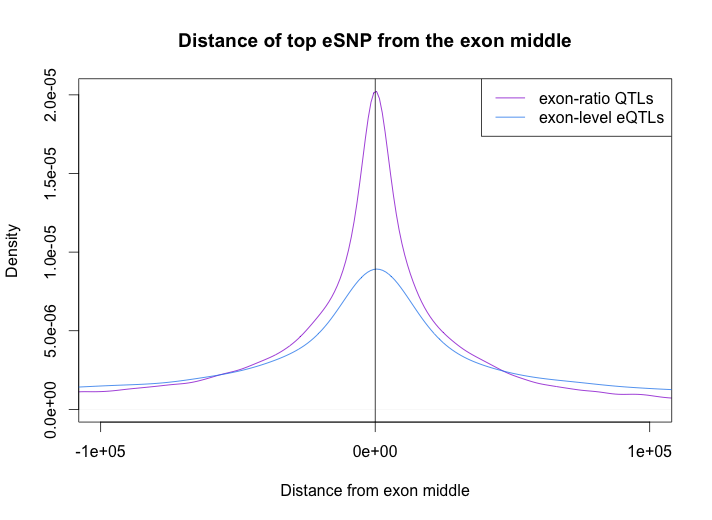 Distance of top eSNP from the exon middle
exon-ratio QTLs
exon-level eQTLs
Density
2.0e-05
1.5e-05
1.0e-05
5.0e-06
0.0e+00
-1e+05
0e+00
1e+05
Distance from exon middle